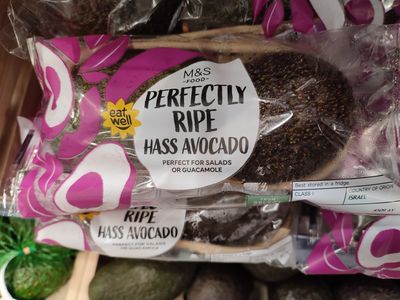 M&S
FOOD
PERFECTLY
RIPE
HASS AVOCADO
PERFECT FOR SALADS
OR GUACAMOLE
eat
well
Best stored in a fridge.
CLASS I
COUNTRY OF ORIGIN
ISRAEL
RIPE
HASS AVOCADO
PERFECT FOR SALADS
OR GUACAMOLE